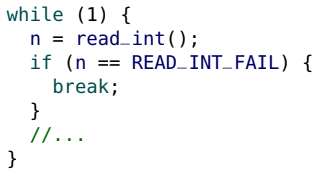 while (1) {
  n = read_int();
  if (n == READ_INT_FAIL) {
    break;
  }
  //...
}